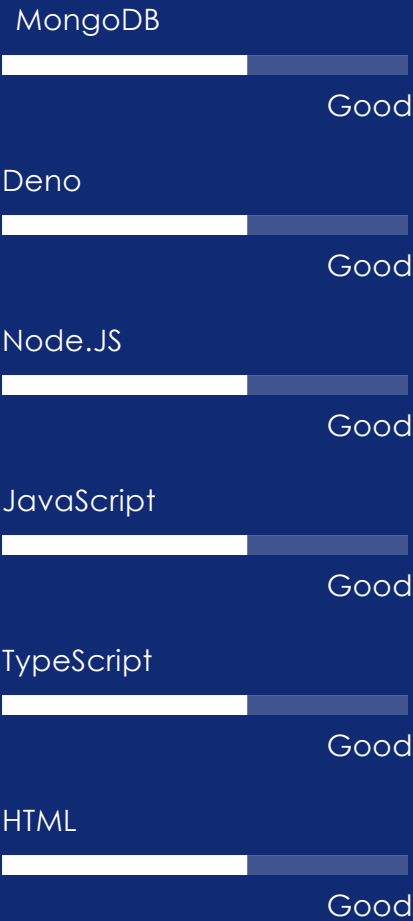 MongoDB
Good
Deno
Good
Node.JS
Good
JavaScript
Good
TypeScript
Good
HTML
Good